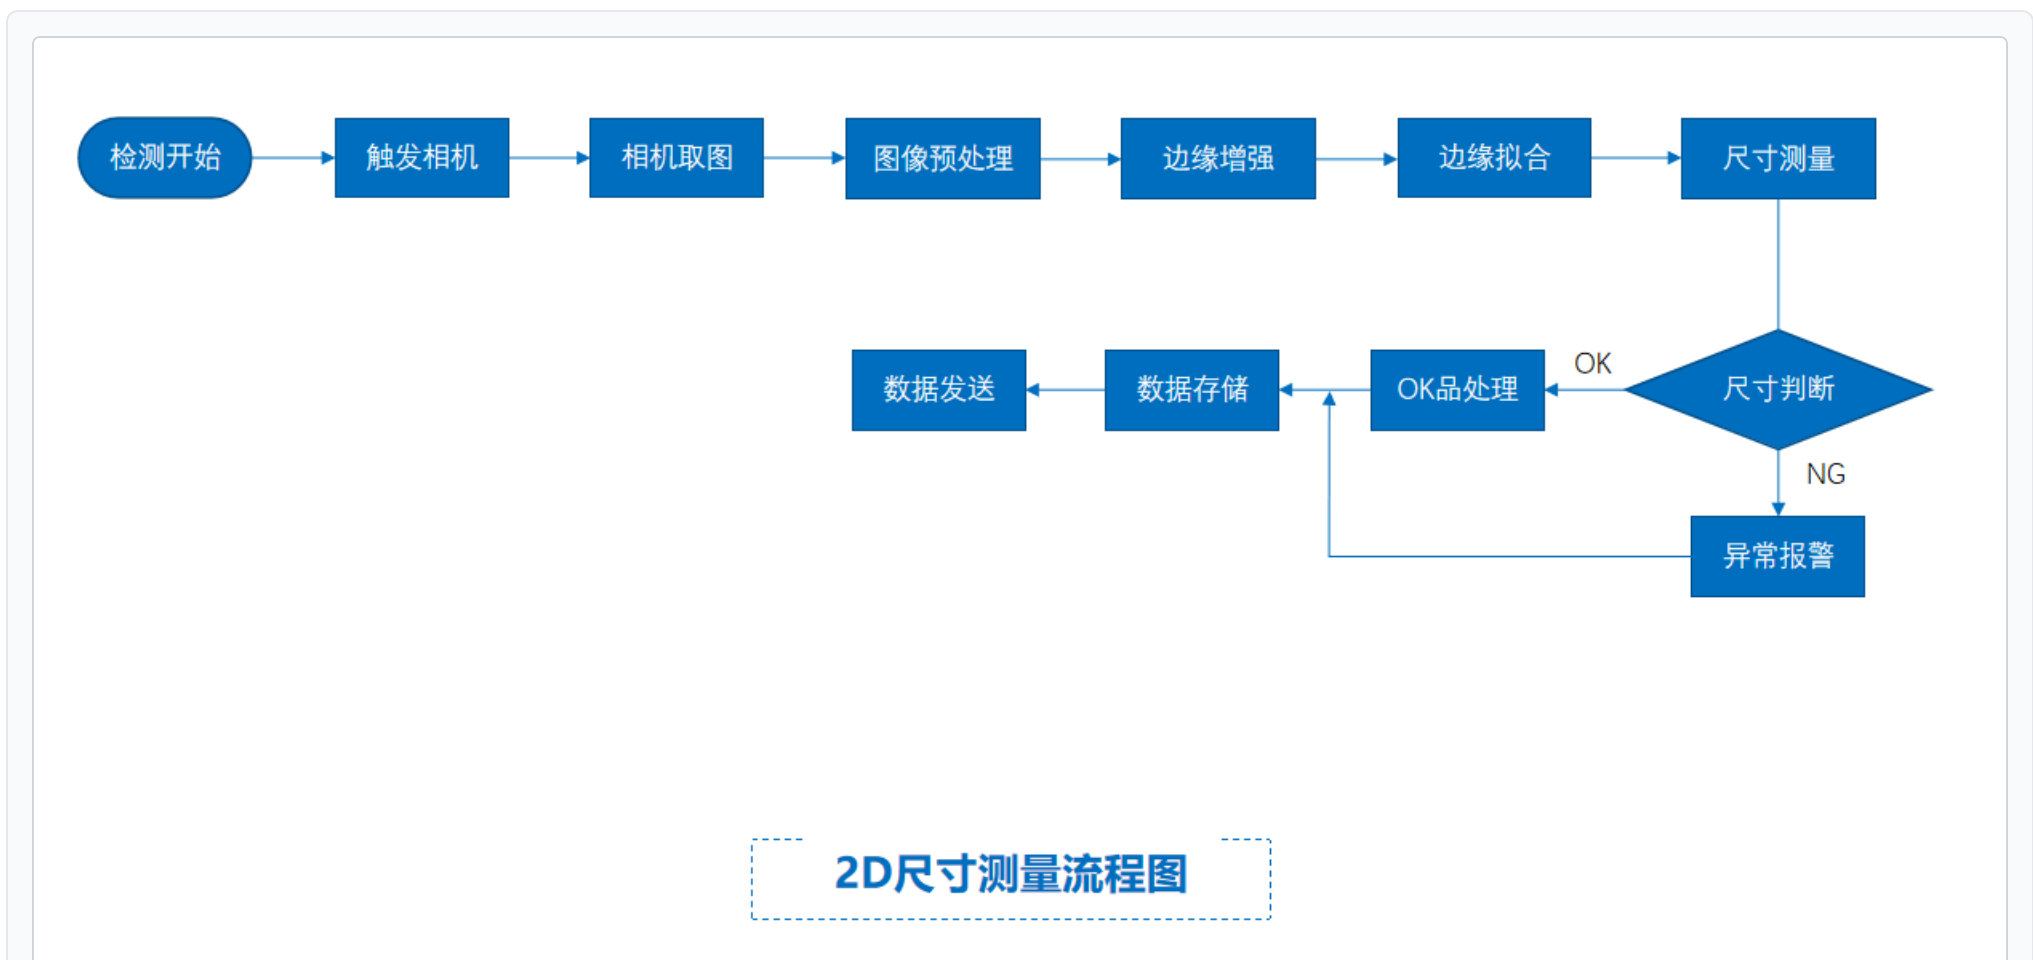 检测开始
触发相机
相机取图
图像预处理
边缘增强
边缘拟合
尺寸测量
尺寸判断
OK
OK品处理
数据存储
数据发送
NG
异常报警
2D尺寸测量流程图